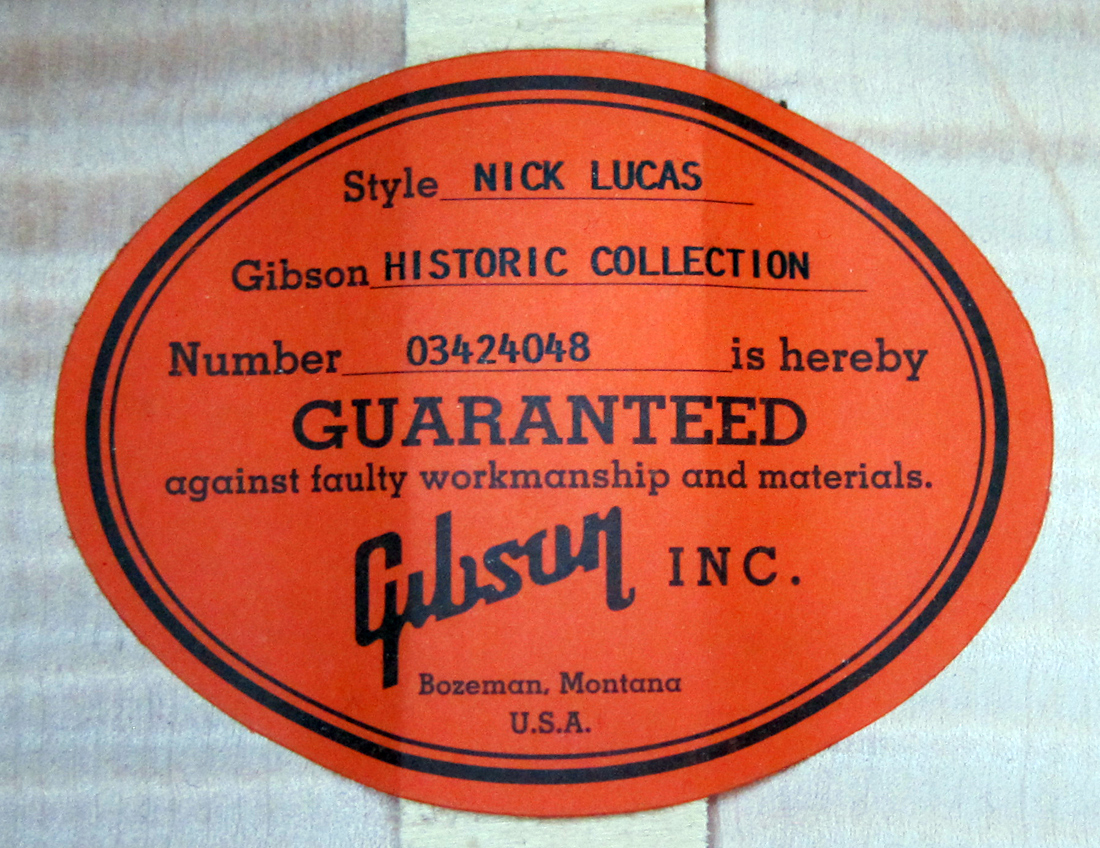 Style NICK LUCAS
Gibson HISTORIC COLLECTION
Number 03424048 is hereby
GUARANTEED
against faulty workmanship and materials.
Gibson INC.
Bozeman, Montana
U.S.A.